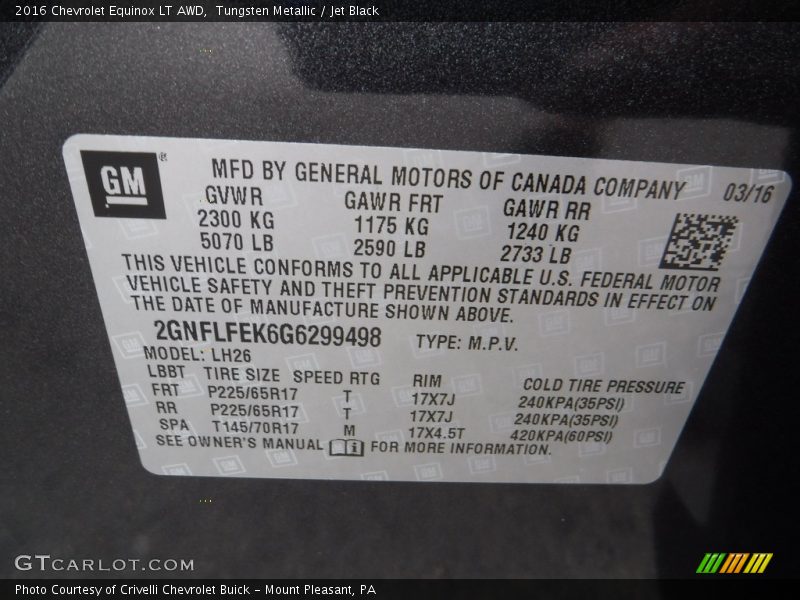 2016 Chevrolet Equinox LT AWD, Tungsten Metallic / Jet Black
GM®
MFD BY GENERAL MOTORS OF CANADA COMPANY 03/16
GVWR GAWR FRT GAWR RR
2300 KG 1175 KG 1240 KG
5070 LB 2590 LB 2733 LB
THIS VEHICLE CONFORMS TO ALL APPLICABLE U.S. FEDERAL MOTOR
VEHICLE SAFETY AND THEFT PREVENTION STANDARDS IN EFFECT ON
THE DATE OF MANUFACTURE SHOWN ABOVE.
2GNFLFEK6G6299498 TYPE: M.P.V.
MODEL: LH26
LBBT TIRE SIZE SPEED RTG RIM COLD TIRE PRESSURE
FRT P225/65R17 T 17X7J 240KPA(35PSI)
RR P225/65R17 T 17X7J 240KPA(35PSI)
SPA T145/70R17 M 17X4.5T 420KPA(60PSI)
SEE OWNER'S MANUAL FOR MORE INFORMATION.
GTCARLOT.COM
Photo Courtesy of Crivelli Chevrolet Buick – Mount Pleasant, PA